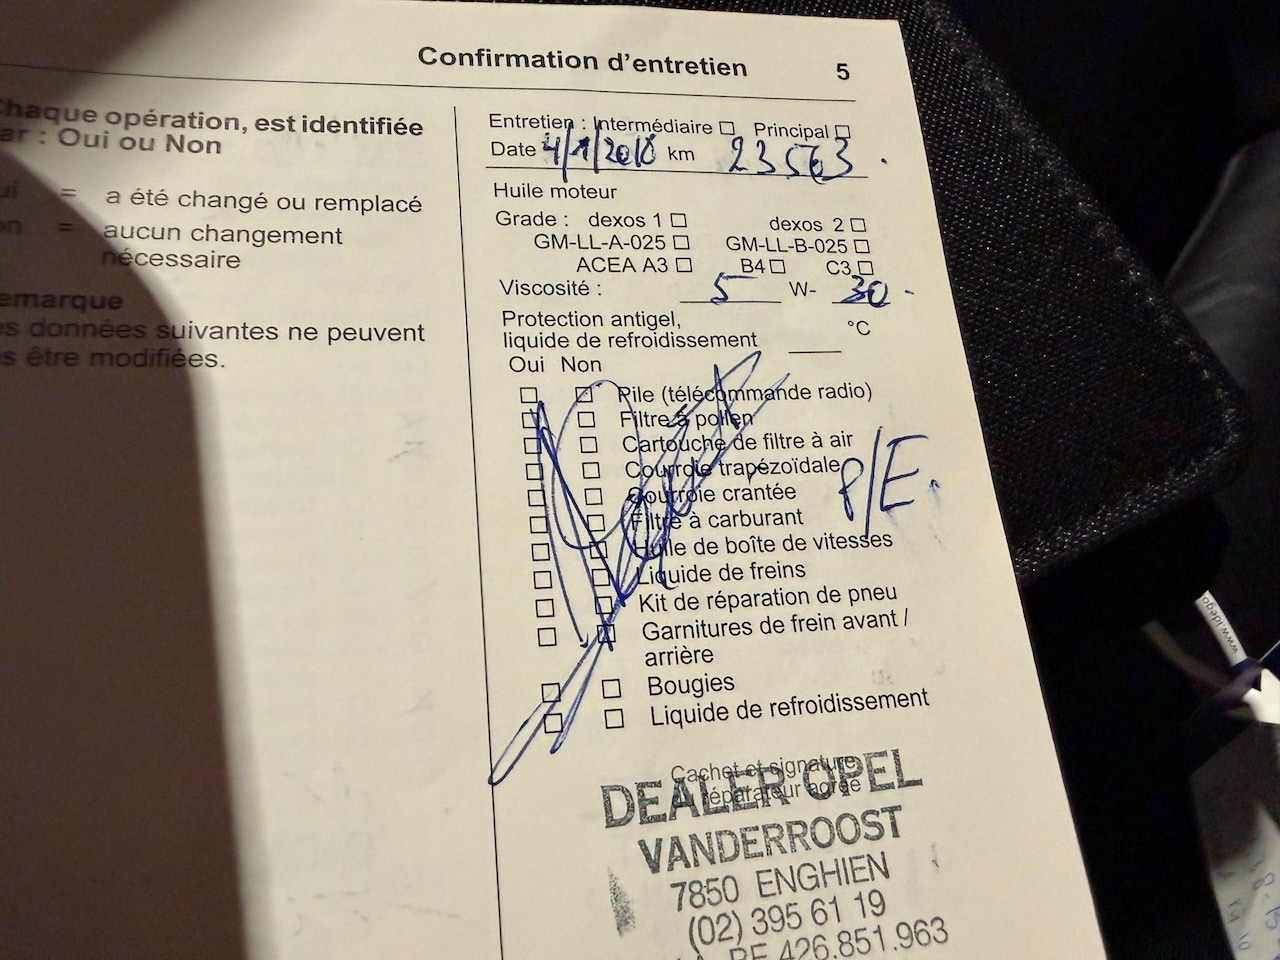 Confirmation d'entretien 5
haque opération, est identifiée
ar : Oui ou Non
ui = a été changé ou remplacé
on = aucun changement
nécessaire
emarque
es données suivantes ne peuvent
s être modifiées.
Entretien : Intermédiaire ☐ Principal ☐
Date 4/1/2018 km 23563.
Huile moteur
Grade : dexos 1 ☐ dexos 2 ☐
GM-LL-A-025 ☐ GM-LL-B-025 ☐
ACEA A3 ☐ B4 ☐ C3 ☐
Viscosité : 5 W- 30 -
Protection antigel,
liquide de refroidissement ____ °C
Oui Non
☐ ☐ Pile (télécommande radio)
☐ ☐ Filtre à pollen
☐ ☐ Cartouche de filtre à air
☐ ☐ Courroie trapézoïdale
☐ ☐ Courroie crantée
☐ ☐ Filtre à carburant
☐ ☐ Huile de boîte de vitesses
☐ ☐ Liquide de freins
☐ ☐ Kit de réparation de pneu
☐ ☐ Garnitures de frein avant /
arrière
☐ ☐ Bougies
☐ ☐ Liquide de refroidissement
P/E.
Cachet et signature
réparateur agréé
DEALER OPEL
VANDERROOST
7850 ENGHIEN
(02) 395 61 19
BE 426.851.963
www.idego